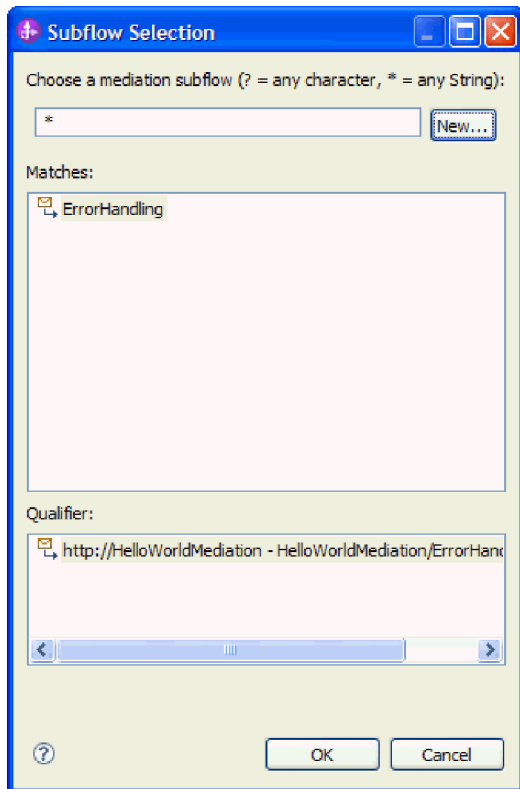 Subflow Selection
Choose a mediation subflow (? = any character, * = any String):
*
New...
Matches:
ErrorHandling
Qualifier:
http://HelloWorldMediation - HelloWorldMediation/ErrorHand
OK
Cancel